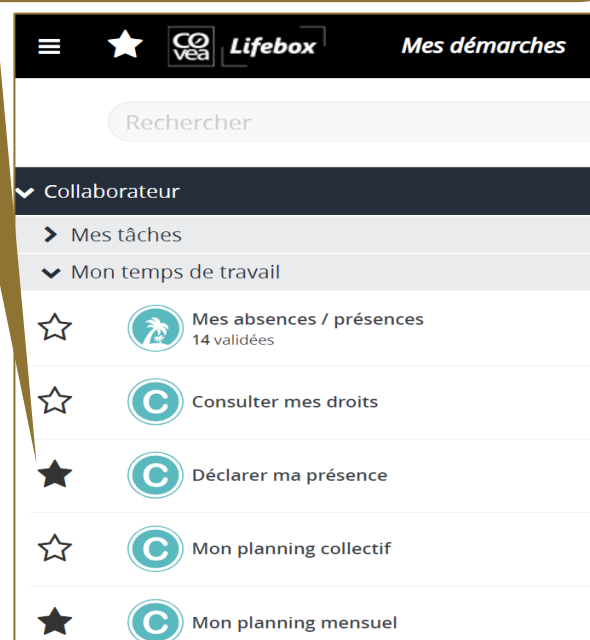 CO
vea Lifebox Mes démarches
Rechercher
Collaborateur
Mes tâches
Mon temps de travail
Mes absences / présences
14 validées
C Consulter mes droits
C Déclarer ma présence
C Mon planning collectif
C Mon planning mensuel